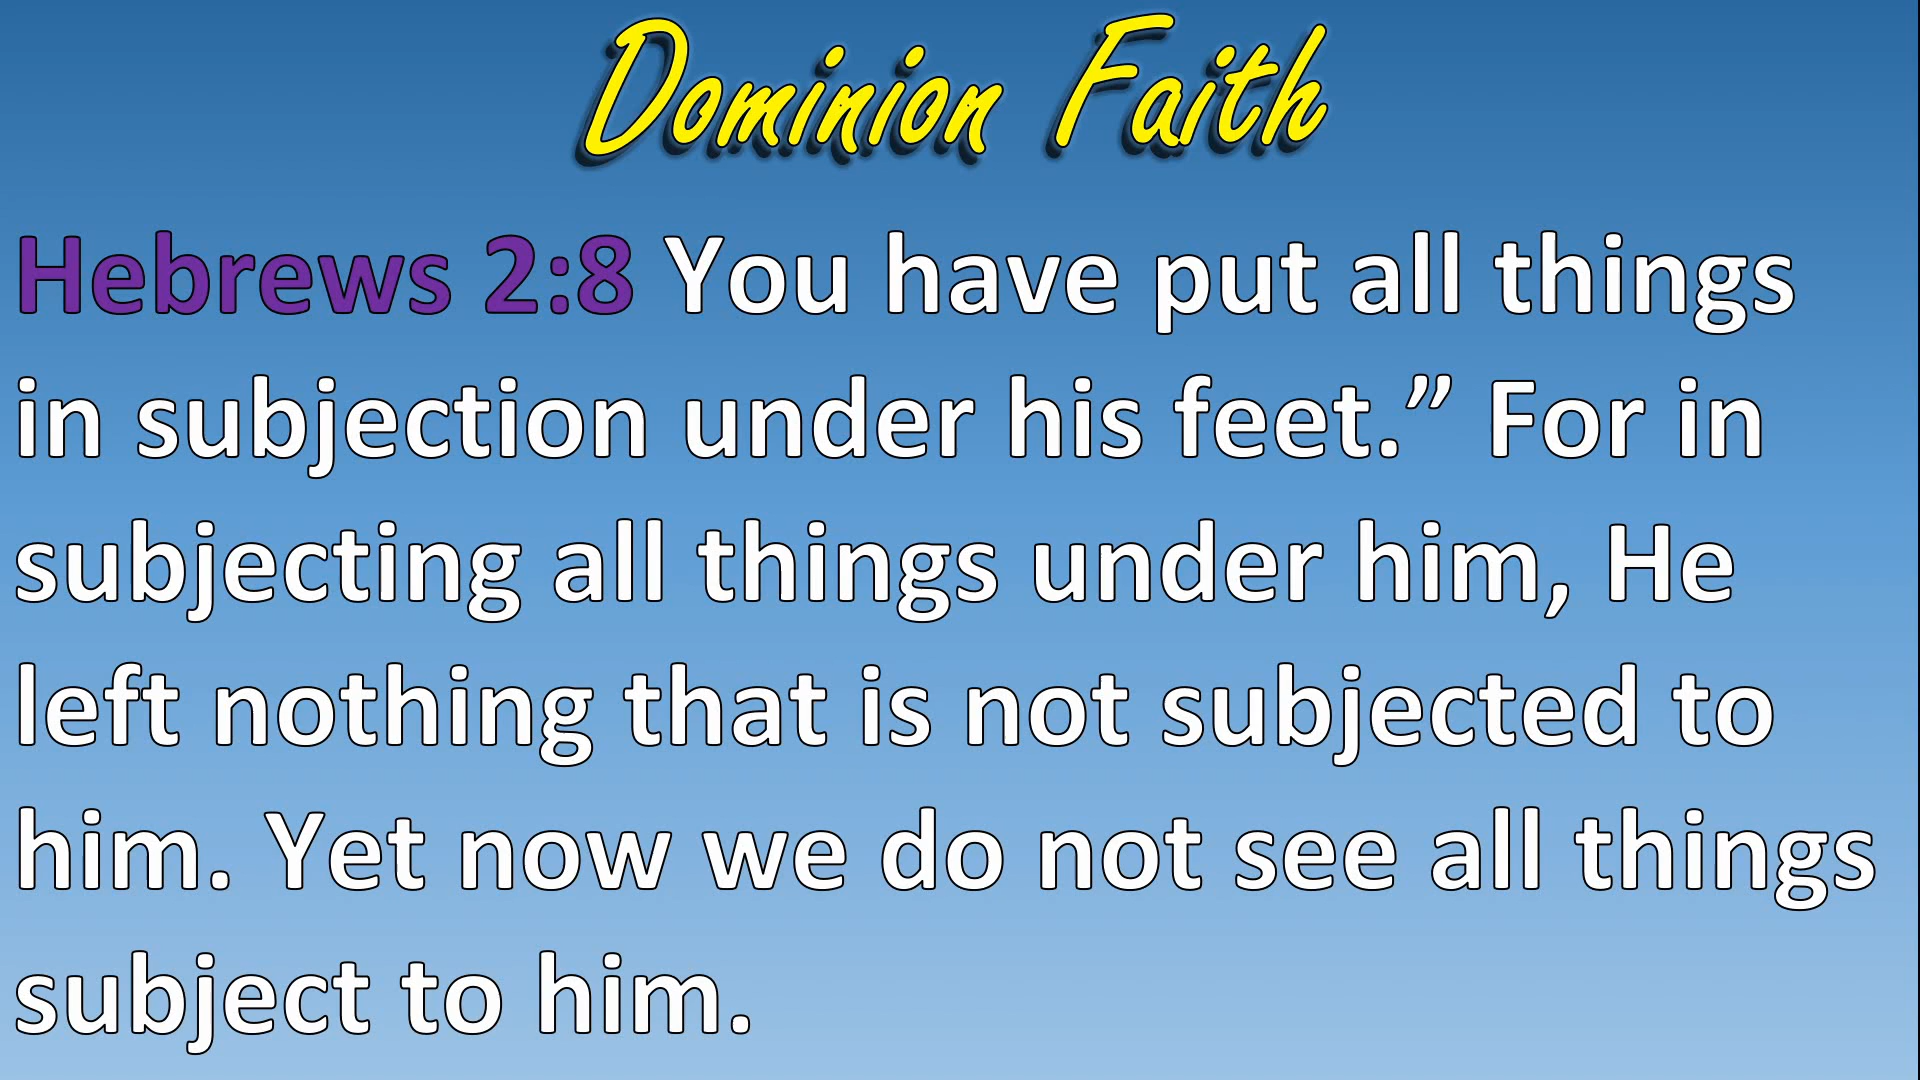 Dominion Faith
Hebrews 2:8 You have put all things
in subjection under his feet.” For in
subjecting all things under him, He
left nothing that is not subjected to
him. Yet now we do not see all things
subject to him.